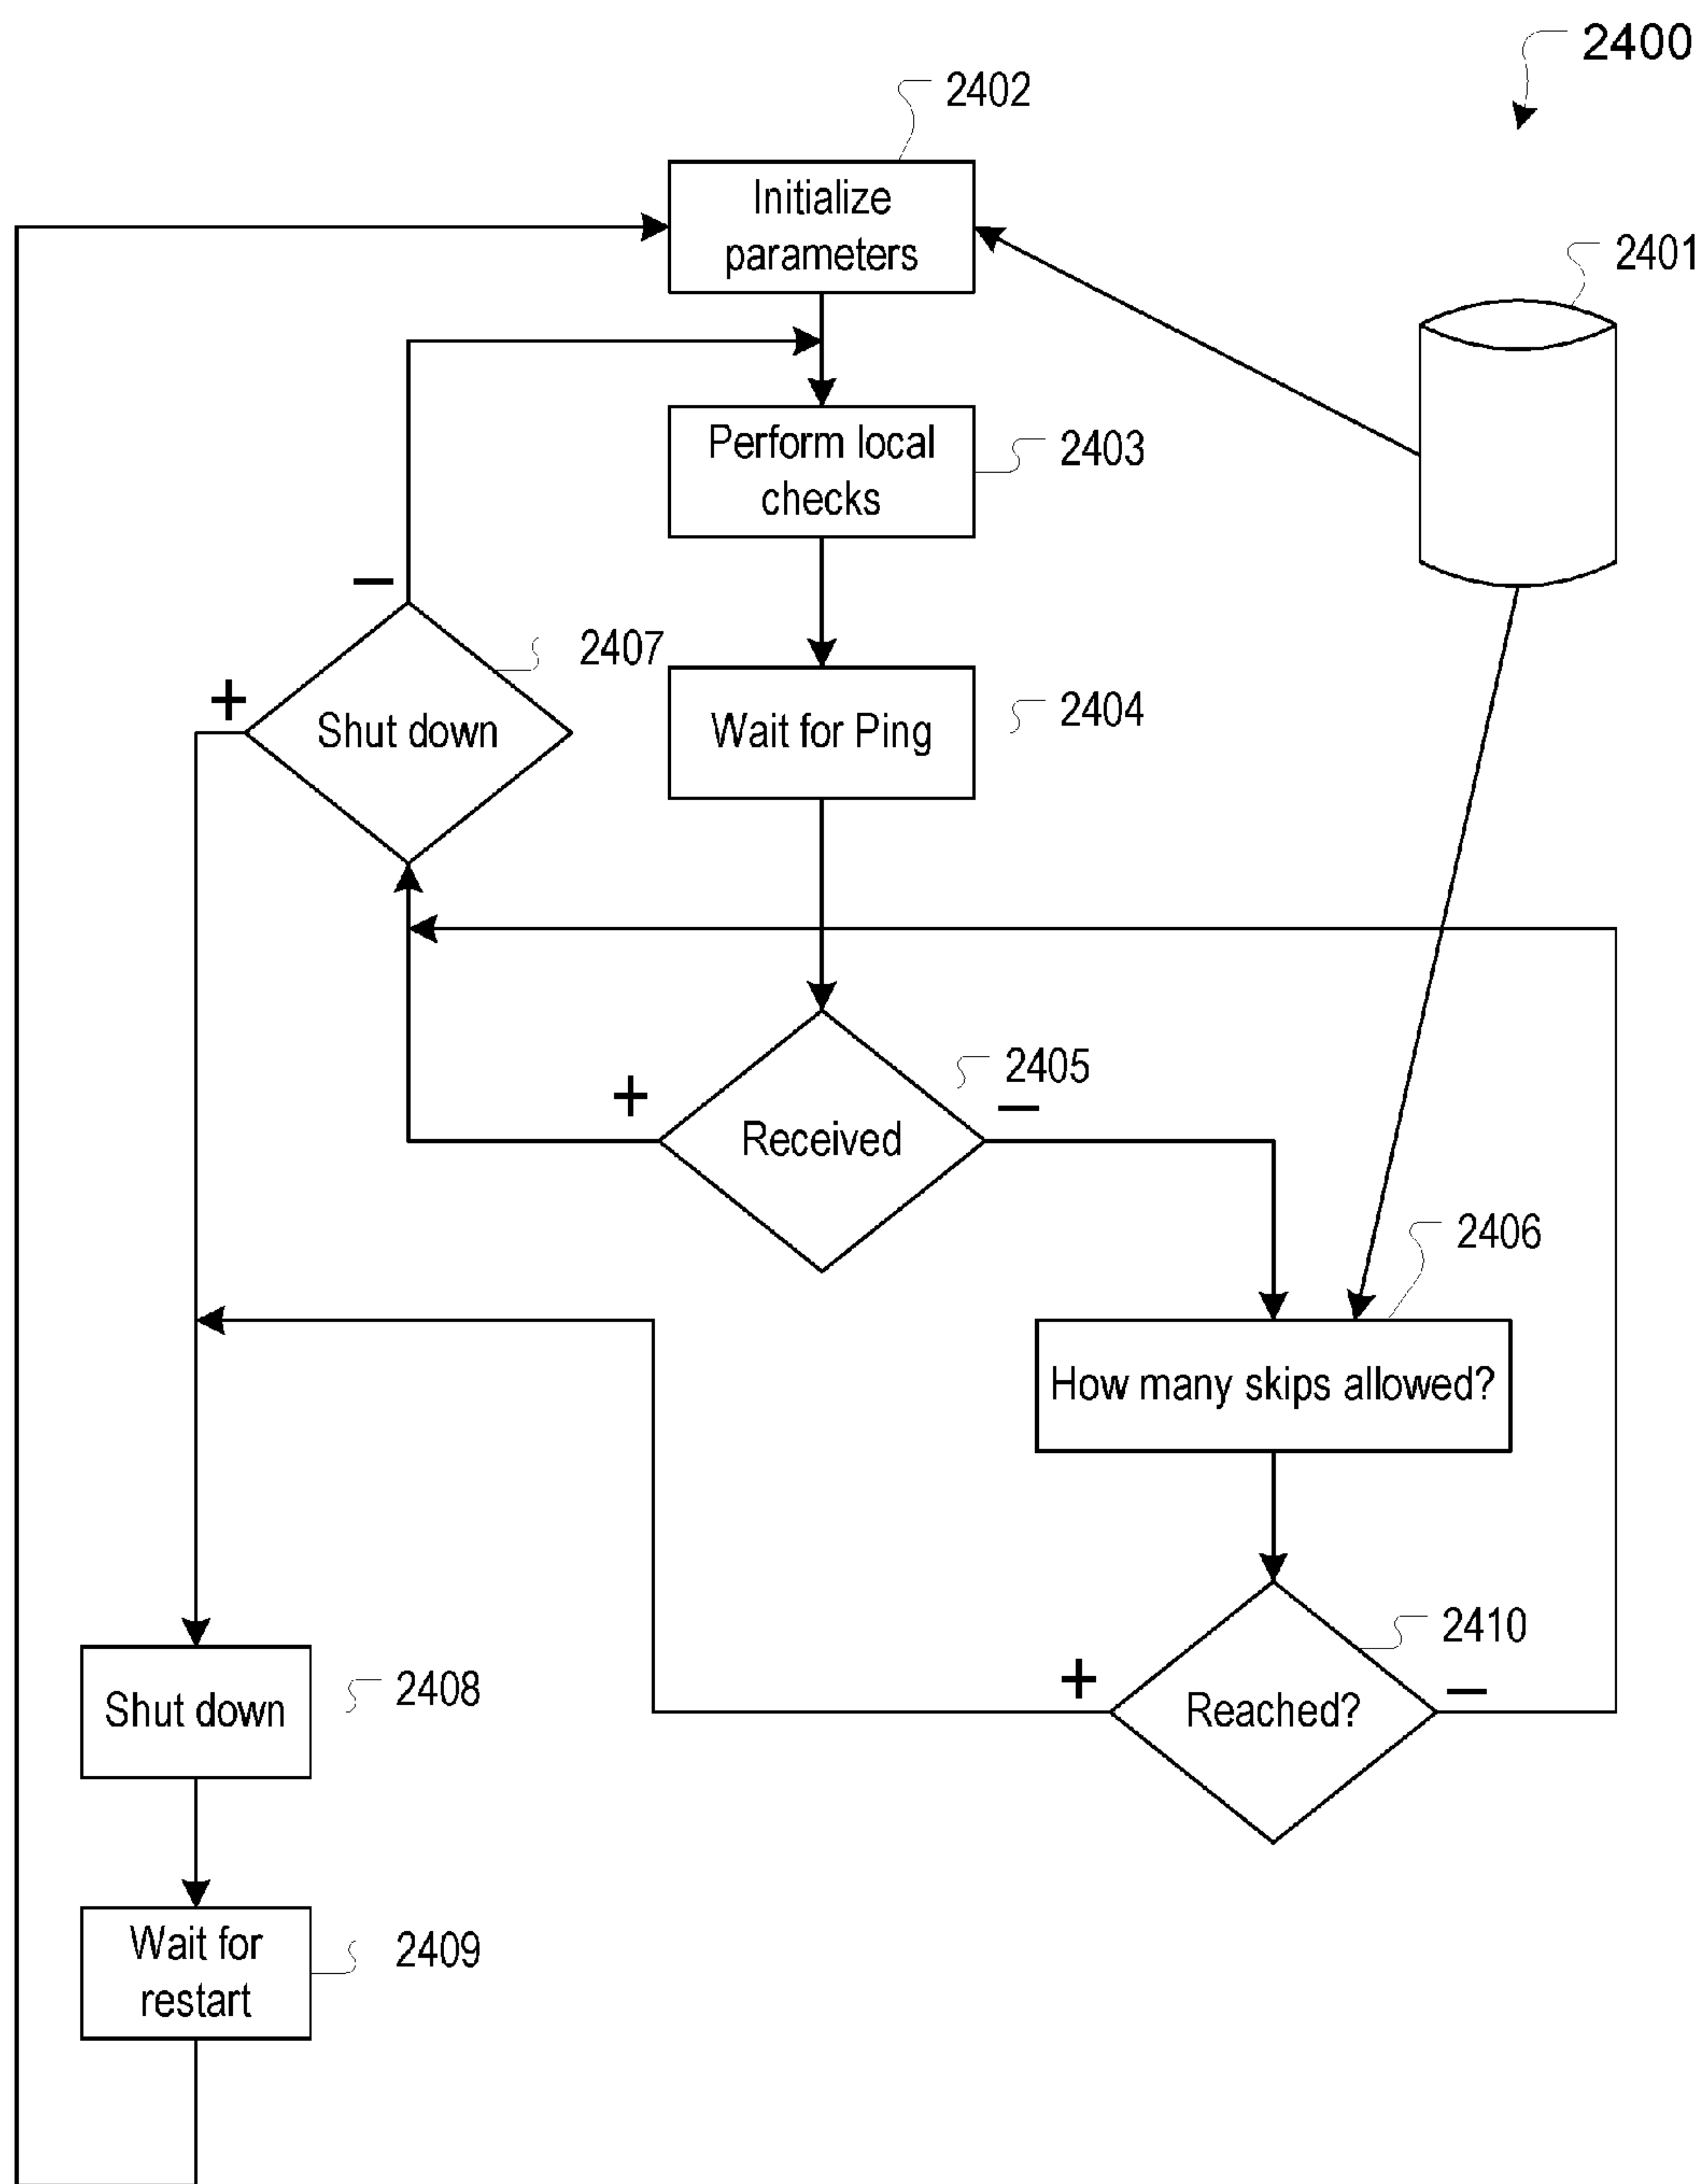 2400
2402
Initialize
parameters
2401
Perform local
checks
2403
−
2407
+
Shut down
Wait for Ping
2404
2405
+
−
Received
2406
How many skips allowed?
2410
+
−
Reached?
Shut down
2408
Wait for
restart
2409